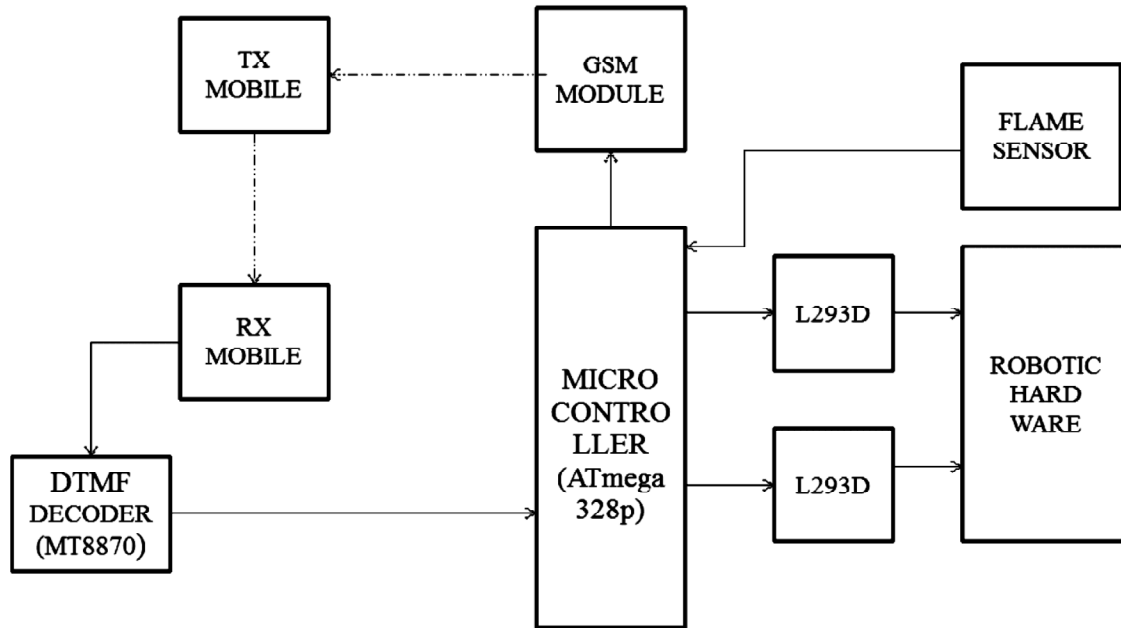 TX
MOBILE
GSM
MODULE
FLAME
SENSOR
RX
MOBILE
L293D
ROBOTIC
HARD
WARE
MICRO
CONTRO
LLER
(ATmega
328p)
L293D
DTMF
DECODER
(MT8870)